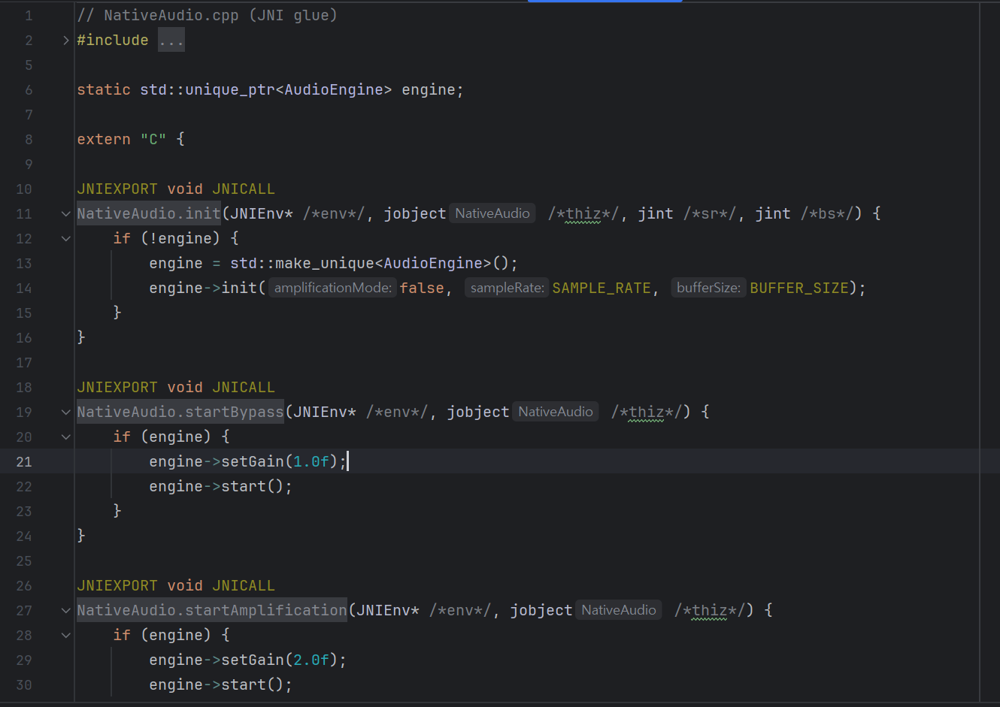 1 // NativeAudio.cpp (JNI glue)
2 #include ...
5
6 static std::unique_ptr<AudioEngine> engine;
7
8 extern "C" {
9
10 JNIEXPORT void JNICALL
11 NativeAudio.init(JNIEnv* /*env*/, jobject NativeAudio /*thiz*/, jint /*sr*/, jint /*bs*/) {
12 if (!engine) {
13 engine = std::make_unique<AudioEngine>();
14 engine->init( amplificationMode: false, sampleRate: SAMPLE_RATE, bufferSize: BUFFER_SIZE);
15 }
16 }
17
18 JNIEXPORT void JNICALL
19 NativeAudio.startBypass(JNIEnv* /*env*/, jobject NativeAudio /*thiz*/) {
20 if (engine) {
21 engine->setGain(1.0f);
22 engine->start();
23 }
24 }
25
26 JNIEXPORT void JNICALL
27 NativeAudio.startAmplification(JNIEnv* /*env*/, jobject NativeAudio /*thiz*/) {
28 if (engine) {
29 engine->setGain(2.0f);
30 engine->start();